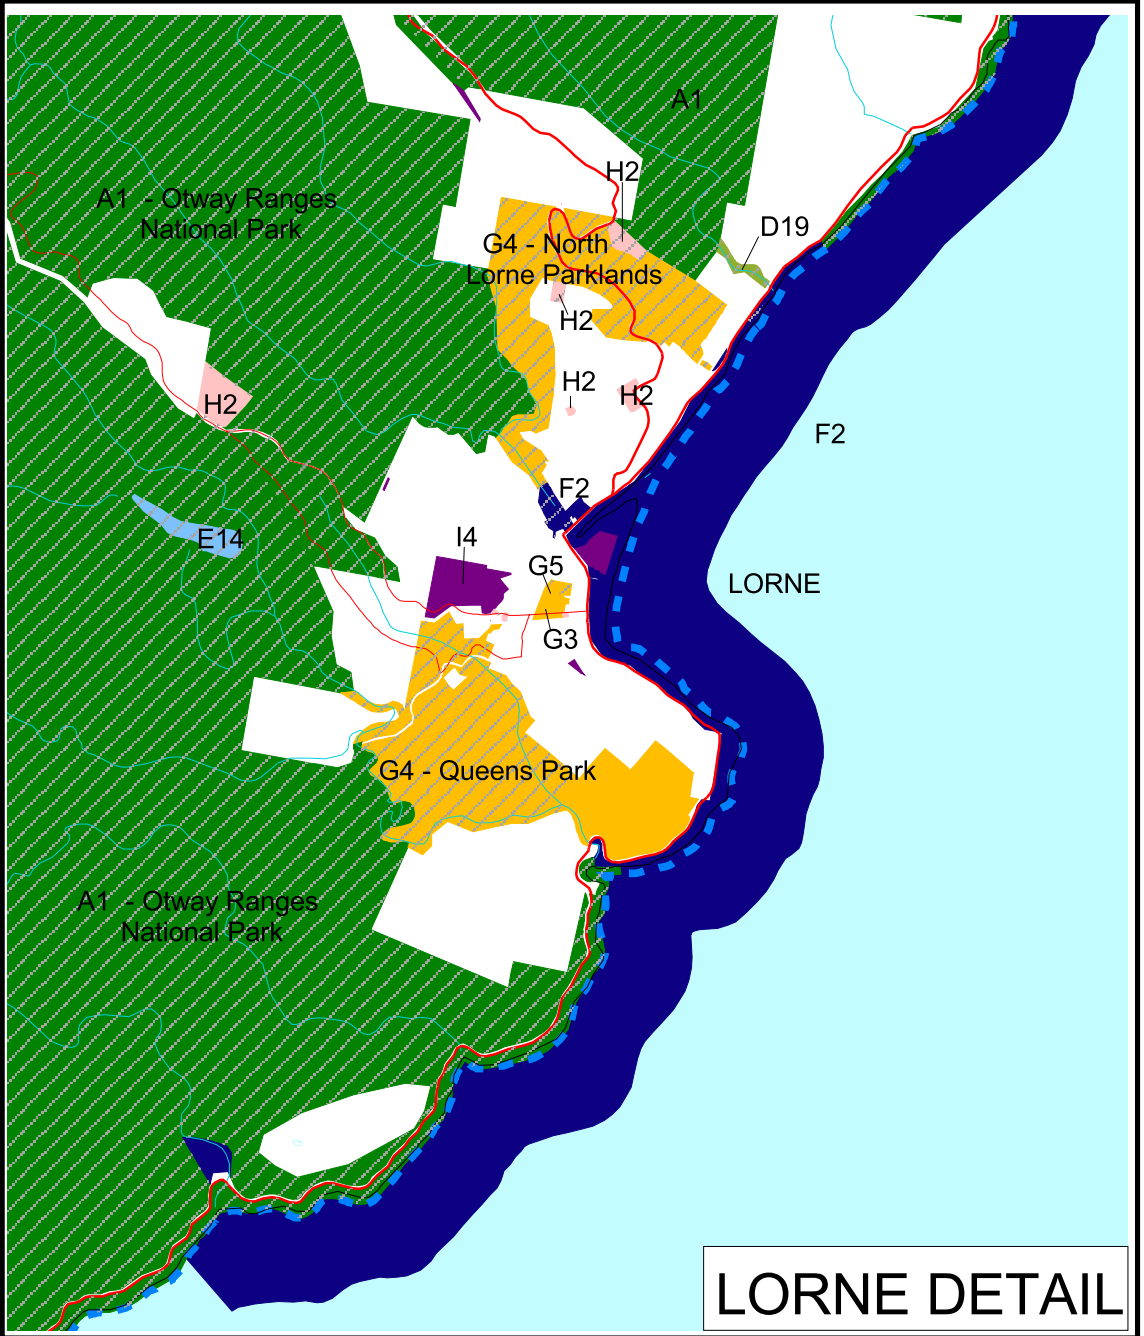 A1
H2
A1 - Otway Ranges
National Park
D19
G4 - North
Lorne Parklands
H2
H2
H2
H2
F2
F2
E14
I4
G5
LORNE
G3
G4 - Queens Park
A1 - Otway Ranges
National Park
LORNE DETAIL